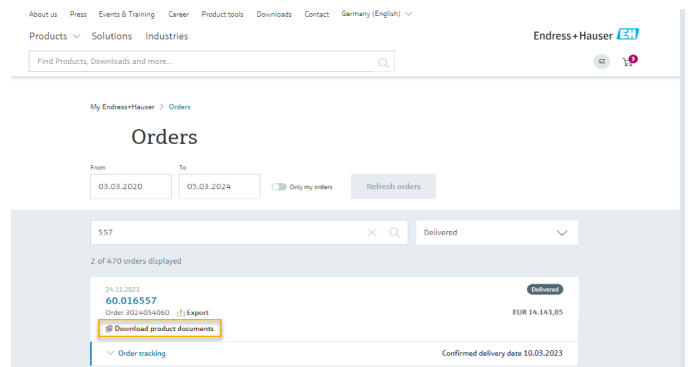 About us Press Events & Training Career Product tools Downloads Contact Germany (English)
Products Solutions Industries
Endress+Hauser EH
Find Products, Downloads and more...
3
My Endress+Hauser > Orders
Orders
From To
03.03.2020 05.03.2024 Only my orders Refresh orders
557 Delivered
2 of 470 orders displayed
24.11.2022 Delivered
60.016557
Order 3024054060 Export EUR 14.143,85
Download product documents
Order tracking Confirmed delivery date 10.03.2023